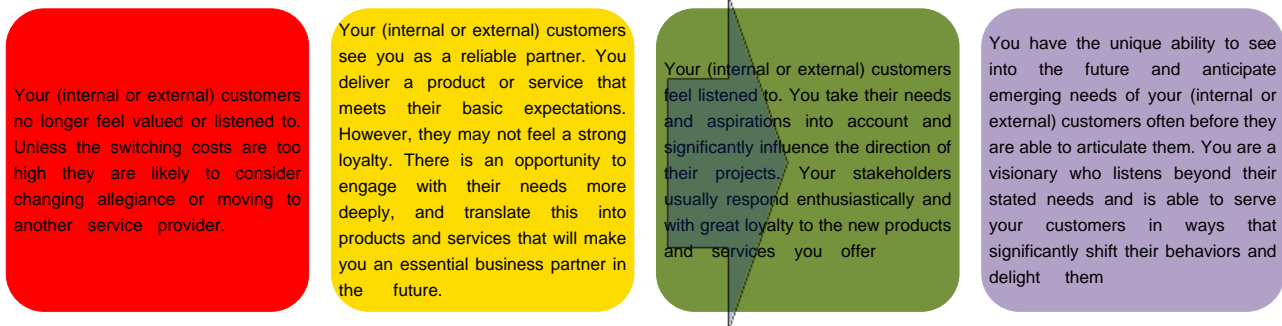 Your (internal or external) customers
no longer feel valued or listened to.
Unless the switching costs are too
high they are likely to consider
changing allegiance or moving to
another service provider.
Your (internal or external) customers
see you as a reliable partner. You
deliver a product or service that
meets their basic expectations.
However, they may not feel a strong
loyalty. There is an opportunity to
engage with their needs more
deeply, and translate this into
products and services that will make
you an essential business partner in
the future.
Your (internal or external) customers
feel listened to. You take their needs
and aspirations into account and
significantly influence the direction of
their projects. Your stakeholders
usually respond enthusiastically and
with great loyalty to the new products
and services you offer
You have the unique ability to see
into the future and anticipate
emerging needs of your (internal or
external) customers often before they
are able to articulate them. You are a
visionary who listens beyond their
stated needs and is able to serve
your customers in ways that
significantly shift their behaviors and
delight them